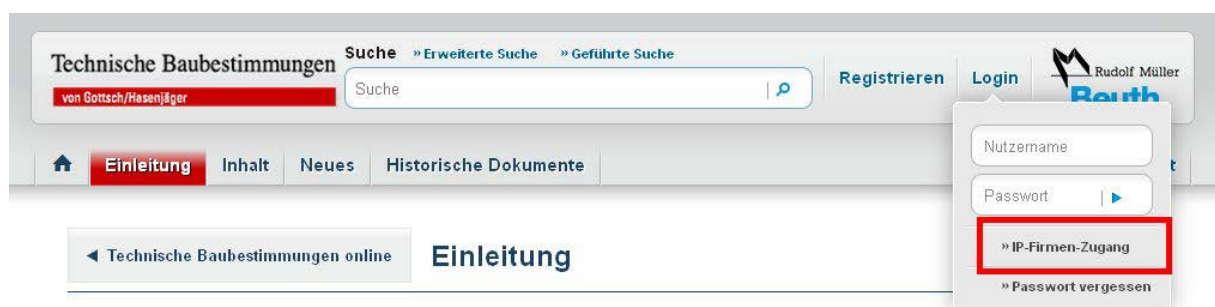 Technische Baubestimmungen
von Gottsch/Hasenjäger
Suche » Erweiterte Suche » Geführte Suche
Suche
Registrieren
Login
Rudolf Müller
Beuth
Einleitung Inhalt Neues Historische Dokumente
Nutzername
Passwort
» IP-Firmen-Zugang
» Passwort vergessen
◄ Technische Baubestimmungen online
Einleitung